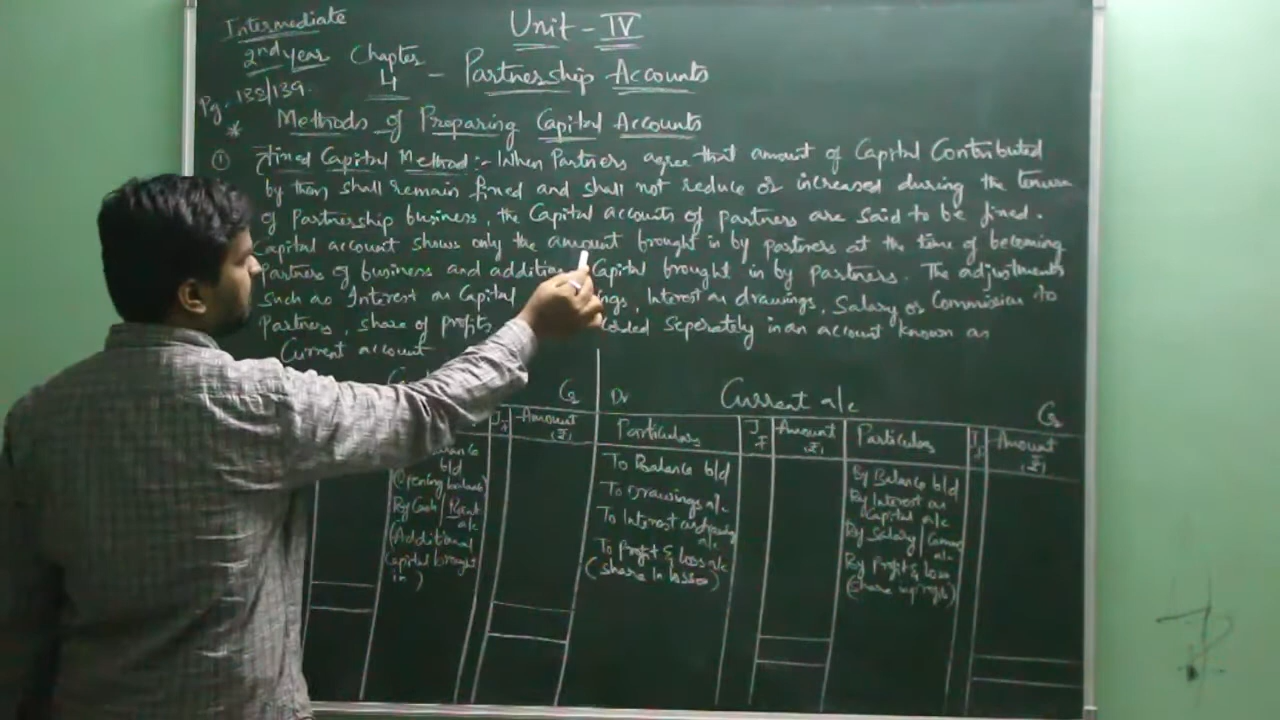 Intermediate
2nd year
Unit - IV
Chapter 4 - Partnership Accounts
Pg. 138/139.
* Methods of Preparing Capital Accounts
① Fixed Capital Method :- When Partners agree that amount of Capital Contributed
by them shall remain fixed and shall not reduce or increased during the tenure
of Partnership business, the Capital accounts of partners are said to be fixed.
Capital account shows only the amount brought in by partners at the time of becoming
Partners of business and addition Capital brought in by partners. The adjustments
Such as Interest on Capital, Interest on drawings, Salary or Commission to
Partners, Share of profits Seperately in an account known as
Current account
Cr Dr Current a/c Cr
J.F Amount (₹) Particulars J.F Amount (₹) Particulars J.F Amount (₹)
b/d
(Opening balance)
By Cash / Bank a/c
(Additional
Capital brought
in)
To Balance b/d
To Drawings a/c
To Interest on drawings a/c
To Profit & Loss a/c
(Share in losses)
By Balance b/d
By Interest on
Capital a/c
By Salary / Comm a/c
By Profit & Loss
(Share in profits)